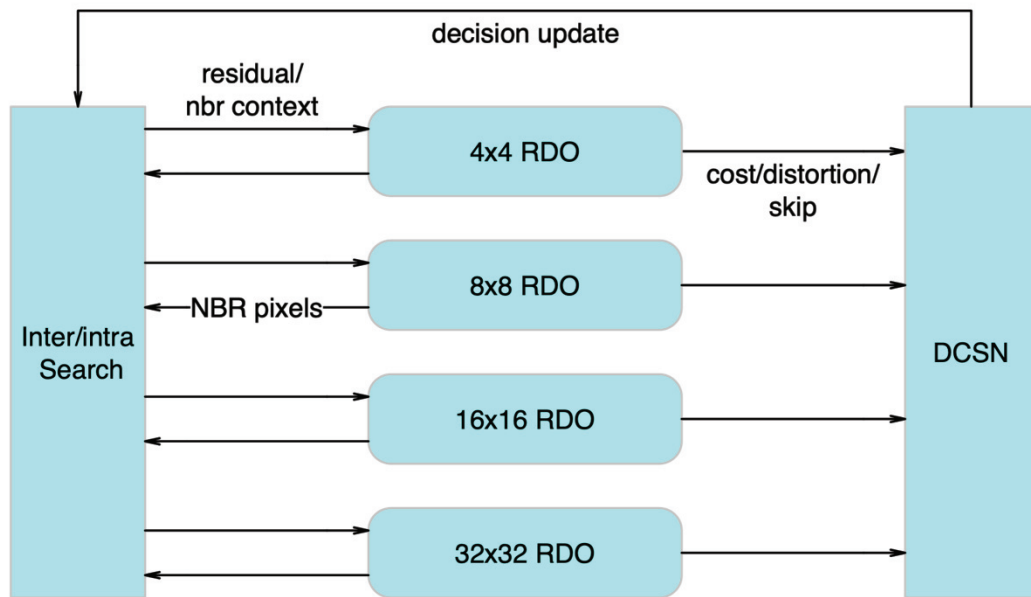 decision update
residual/
nbr context
4x4 RDO
cost/distortion/
skip
8x8 RDO
NBR pixels
Inter/intra
Search
DCSN
16x16 RDO
32x32 RDO